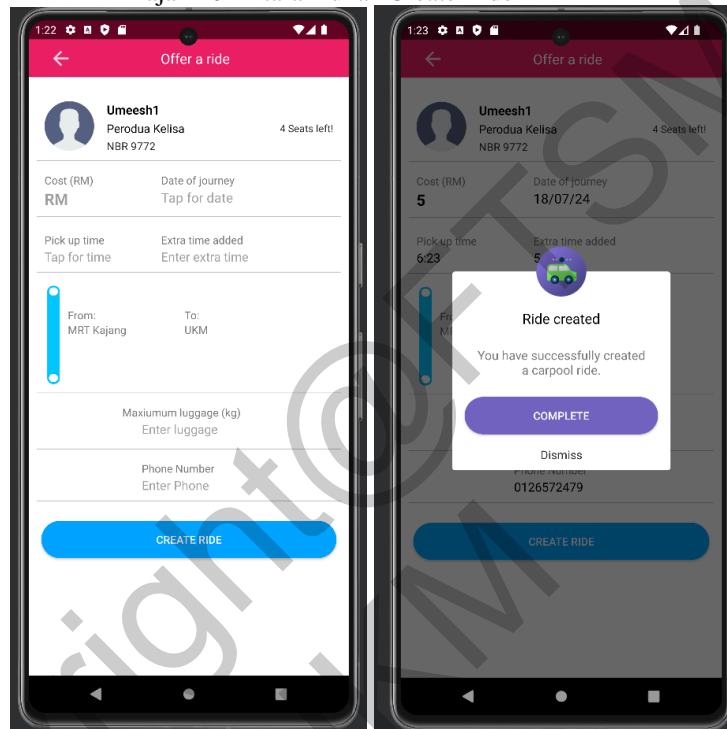 1:22
Offer a ride
Umeesh1
Perodua Kelisa
4 Seats left!
NBR 9772
Cost (RM)
Date of journey
RM
Tap for date
Pick up time
Extra time added
Tap for time
Enter extra time
From:
To:
MRT Kajang
UKM
Maxiumum luggage (kg)
Enter luggage
Phone Number
Enter Phone
CREATE RIDE
1:23
Offer a ride
Umeesh1
Perodua Kelisa
4 Seats left!
NBR 9772
Cost (RM)
Date of journey
5
18/07/24
Pick up time
Extra time added
6:23
5
Ride created
You have successfully created
a carpool ride.
COMPLETE
Dismiss
Phone Number
0126572479
CREATE RIDE